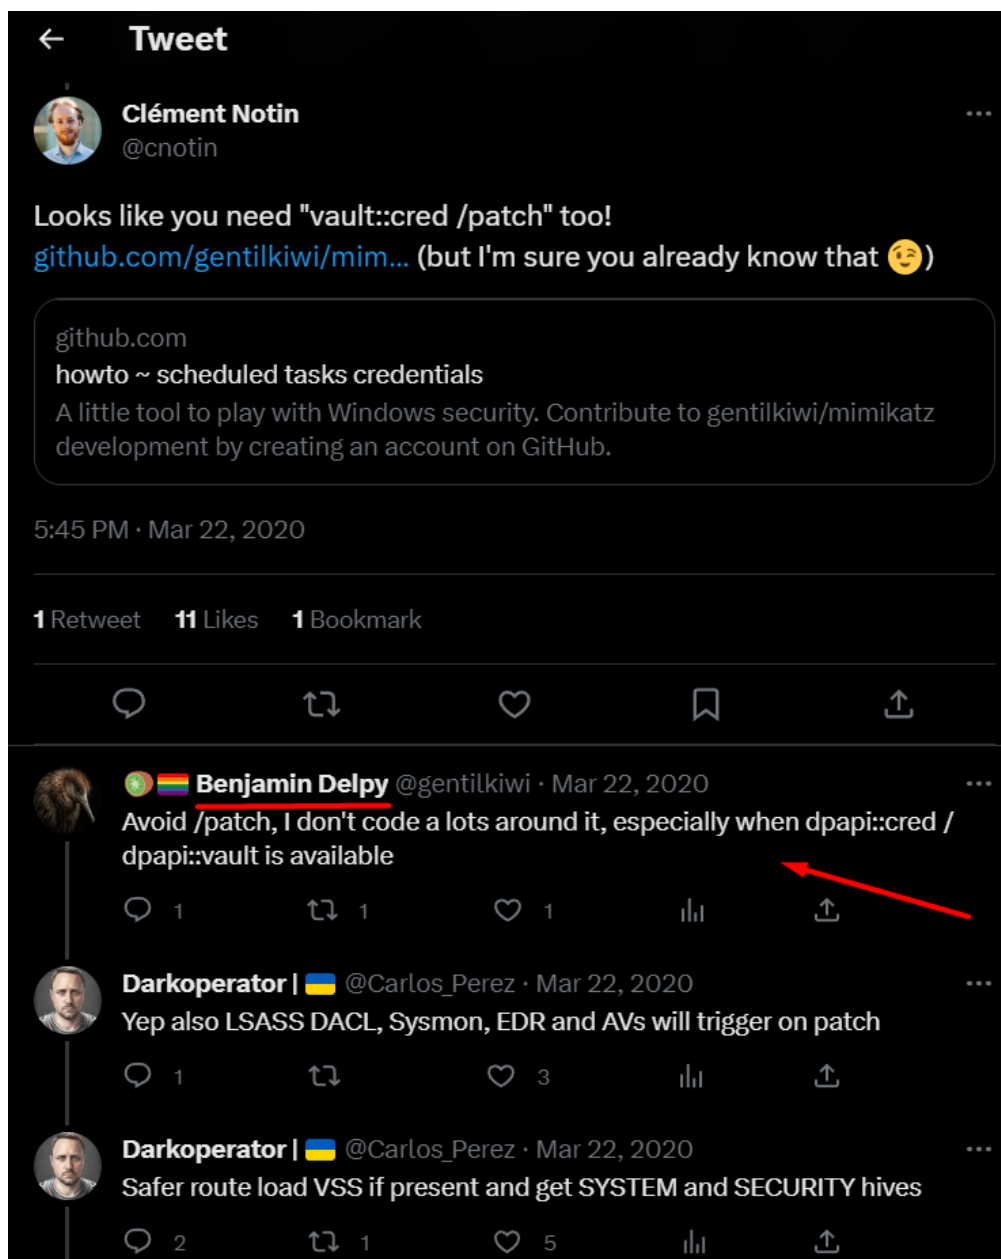 Tweet
Clément Notin
@cnotin
Looks like you need "vault::cred /patch" too!
github.com/gentilkiwi/mim... (but I'm sure you already know that 😉)
github.com
howto ~ scheduled tasks credentials
A little tool to play with Windows security. Contribute to gentilkiwi/mimikatz
development by creating an account on GitHub.
5:45 PM · Mar 22, 2020
1 Retweet 11 Likes 1 Bookmark
🥝🏳️‍🌈 Benjamin Delpy @gentilkiwi · Mar 22, 2020
Avoid /patch, I don't code a lots around it, especially when dpapi::cred /
dpapi::vault is available
1 1 1
Darkoperator | 🇺🇦 @Carlos_Perez · Mar 22, 2020
Yep also LSASS DACL, Sysmon, EDR and AVs will trigger on patch
1 3
Darkoperator | 🇺🇦 @Carlos_Perez · Mar 22, 2020
Safer route load VSS if present and get SYSTEM and SECURITY hives
2 1 5